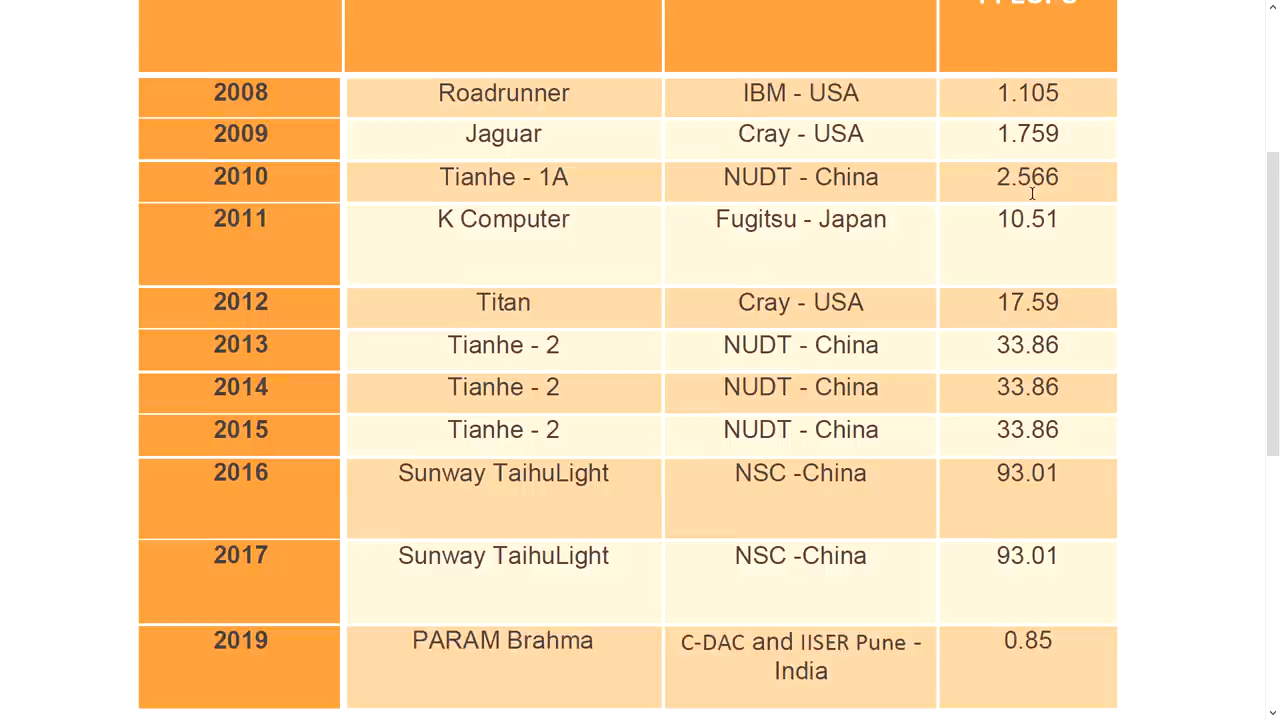 2008 Roadrunner IBM - USA 1.105
2009 Jaguar Cray - USA 1.759
2010 Tianhe - 1A NUDT - China 2.566
2011 K Computer Fugitsu - Japan 10.51
2012 Titan Cray - USA 17.59
2013 Tianhe - 2 NUDT - China 33.86
2014 Tianhe - 2 NUDT - China 33.86
2015 Tianhe - 2 NUDT - China 33.86
2016 Sunway TaihuLight NSC -China 93.01
2017 Sunway TaihuLight NSC -China 93.01
2019 PARAM Brahma C-DAC and IISER Pune - 0.85
India